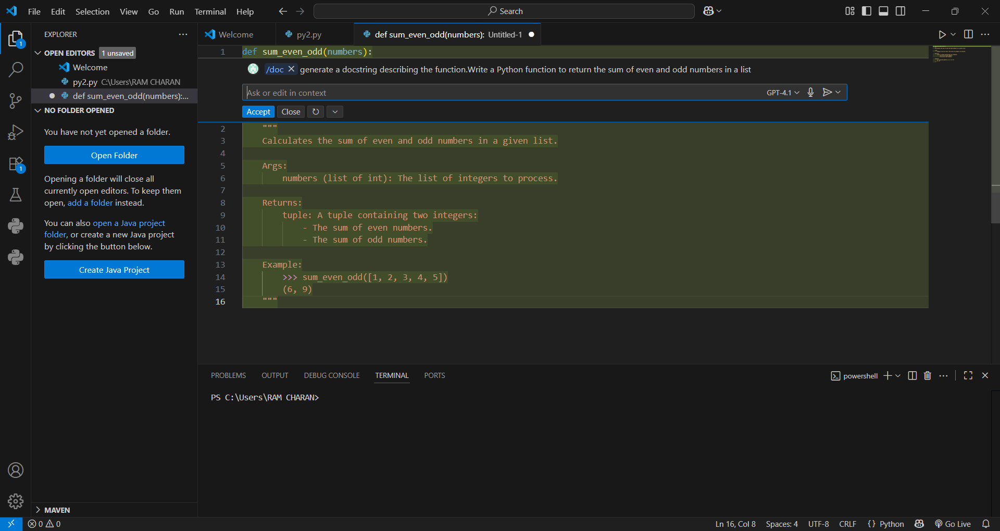 File Edit Selection View Go Run Terminal Help
Search
EXPLORER
OPEN EDITORS 1 unsaved
Welcome
py2.py C:\Users\RAM CHARAN
def sum_even_odd(numbers):...
NO FOLDER OPENED
You have not yet opened a folder.
Open Folder
Opening a folder will close all
currently open editors. To keep them
open, add a folder instead.
You can also open a Java project
folder, or create a new Java project
by clicking the button below.
Create Java Project
MAVEN
1
1
Welcome
py2.py
def sum_even_odd(numbers): Untitled-1
1 def sum_even_odd(numbers):
/doc generate a docstring describing the function.Write a Python function to return the sum of even and odd numbers in a list
Ask or edit in context GPT-4.1
Accept Close
2 """
3 Calculates the sum of even and odd numbers in a given list.
4
5 Args:
6 numbers (list of int): The list of integers to process.
7
8 Returns:
9 tuple: A tuple containing two integers:
10 - The sum of even numbers.
11 - The sum of odd numbers.
12
13 Example:
14 >>> sum_even_odd([1, 2, 3, 4, 5])
15 (6, 9)
16 """
PROBLEMS OUTPUT DEBUG CONSOLE TERMINAL PORTS
powershell
PS C:\Users\RAM CHARAN>
0 0
Ln 16, Col 8 Spaces: 4 UTF-8 CRLF {} Python Go Live